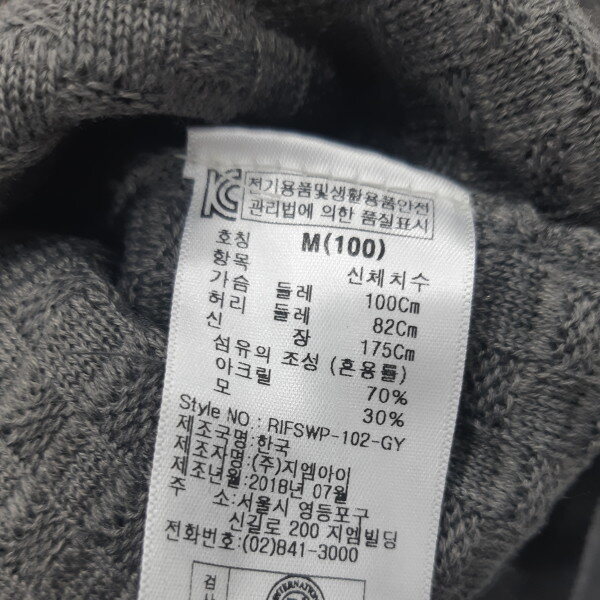 전기용품및생활용품안전
관리법에 의한 품질표시
호칭 M(100)
항목 신체치수
가슴 둘레 100Cm
허리 둘레 82Cm
신 장 175Cm
섬유의 조성 (혼용률)
아크릴 70%
모 30%
Style NO : RIFSWP-102-GY
제조국명:한국
제조자명:(주)지엠아이
제조년월:2018년 07월
주 소:서울시 영등포구
신길로 200 지엠빌딩
전화번호:(02)841-3000
검